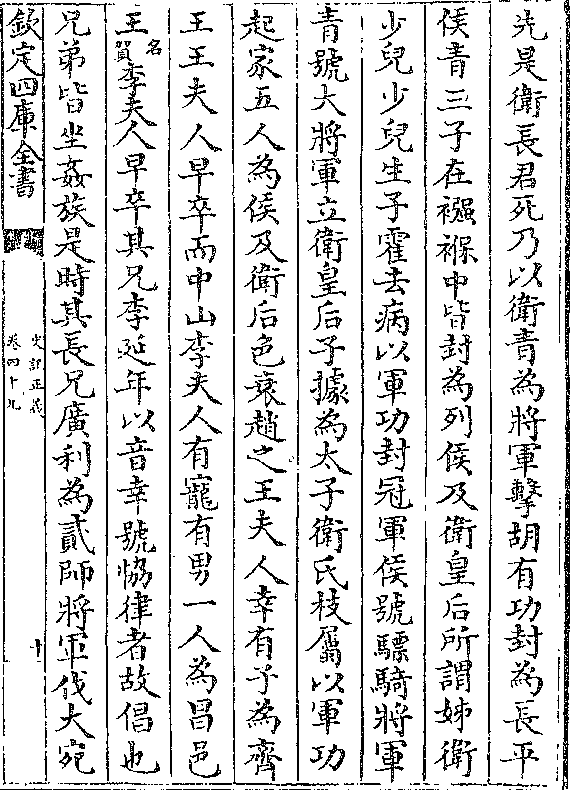 先是衛長君死乃以衛青為將軍擊胡有功封為長平
侯青三子在襁褓中皆封為列侯及衛皇后所謂姊衛
少兒少兒生子霍去病以軍功封冠軍侯號驃騎將軍
青號大將軍立衛皇后子據為太子衛氏枝屬以軍功
起家五人為侯及衛后色衰趙之王夫人幸有子為齊
王王夫人早卒而中山李夫人有寵有男一人為昌邑
王名賀李夫人早卒其兄李延年以音幸號恊律者故倡也
兄弟皆坐姦族是時其長兄廣利為貳師將軍伐大宛
欽定四庫全書
史記正義
卷四十九
十